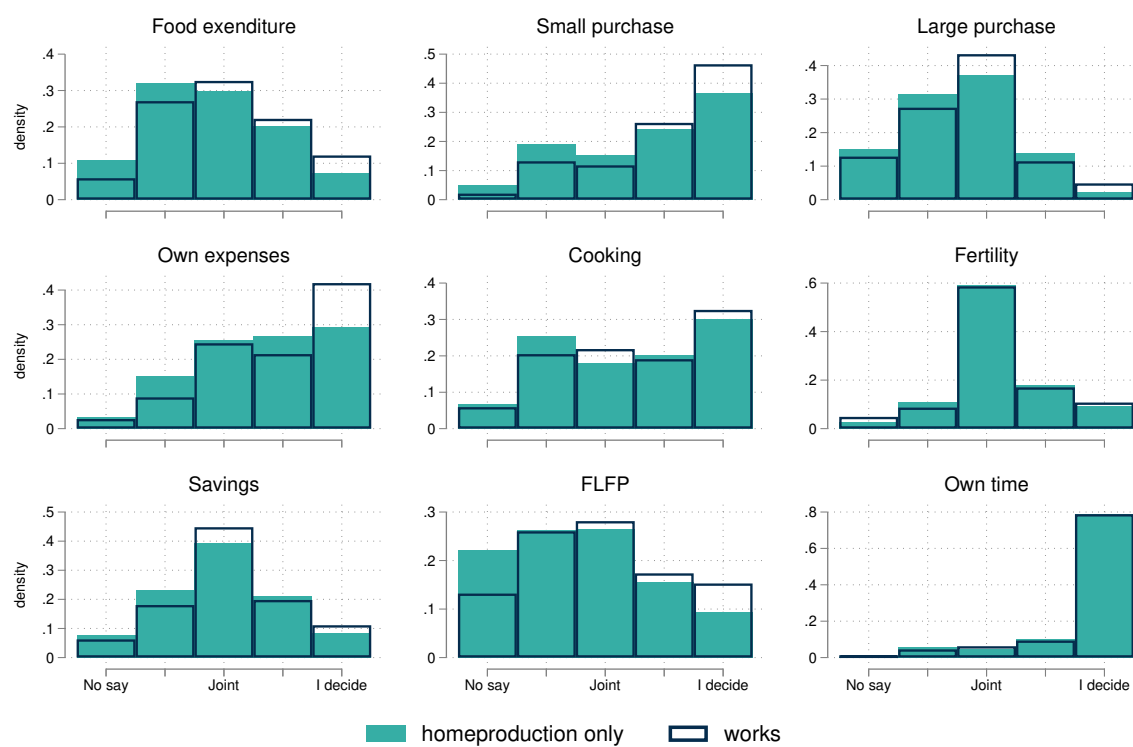 Food exenditure
Small purchase
Large purchase
density
.4
.3
.2
.1
0
.5
.4
.3
.2
.1
0
.4
.3
.2
.1
0
Own expenses
Cooking
Fertility
density
.4
.3
.2
.1
0
.4
.3
.2
.1
0
.6
.4
.2
0
Savings
FLFP
Own time
density
.5
.4
.3
.2
.1
0
.3
.2
.1
0
.8
.6
.4
.2
0
No say Joint I decide
No say Joint I decide
No say Joint I decide
homeproduction only works